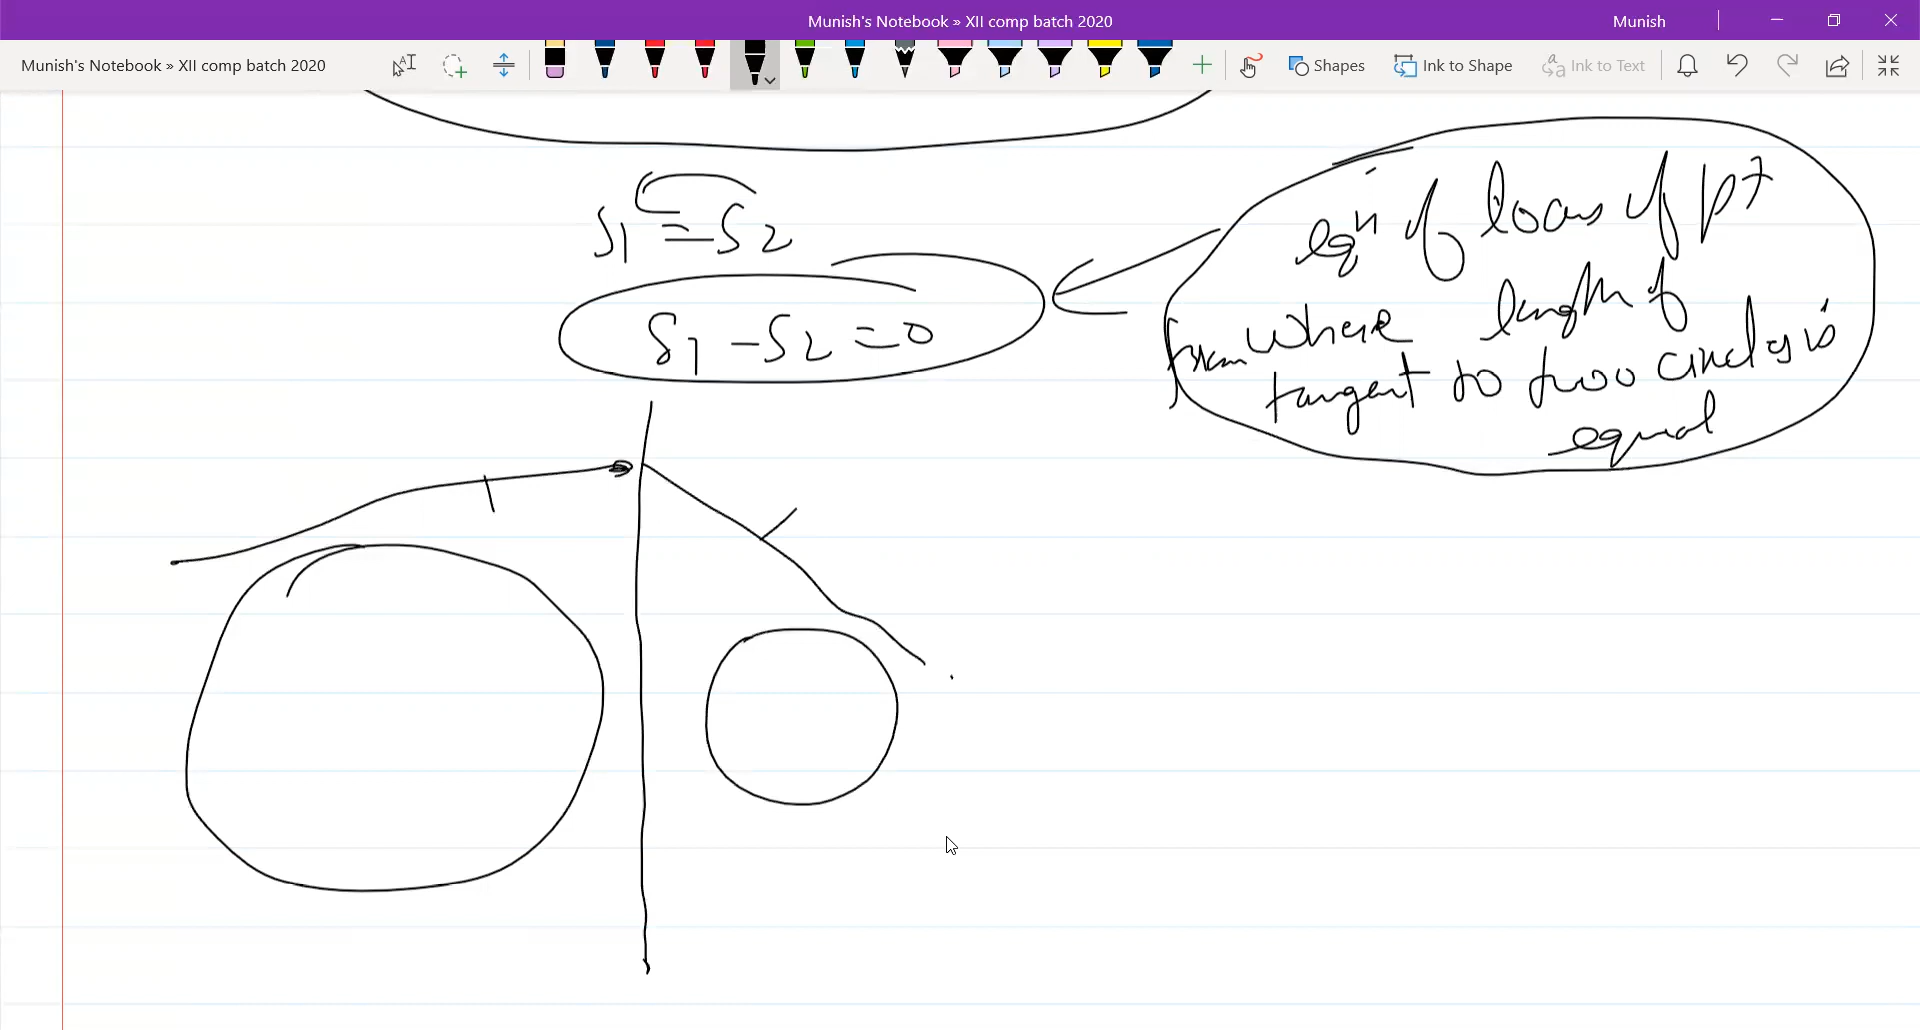 Munish's Notebook » XII comp batch 2020
Munish
Munish's Notebook » XII comp batch 2020
Shapes
Ink to Shape
Ink to Text
S1 = S2
S1 - S2 = 0
eqn of locus of pt
from where length of
tangent to two circles is
equal